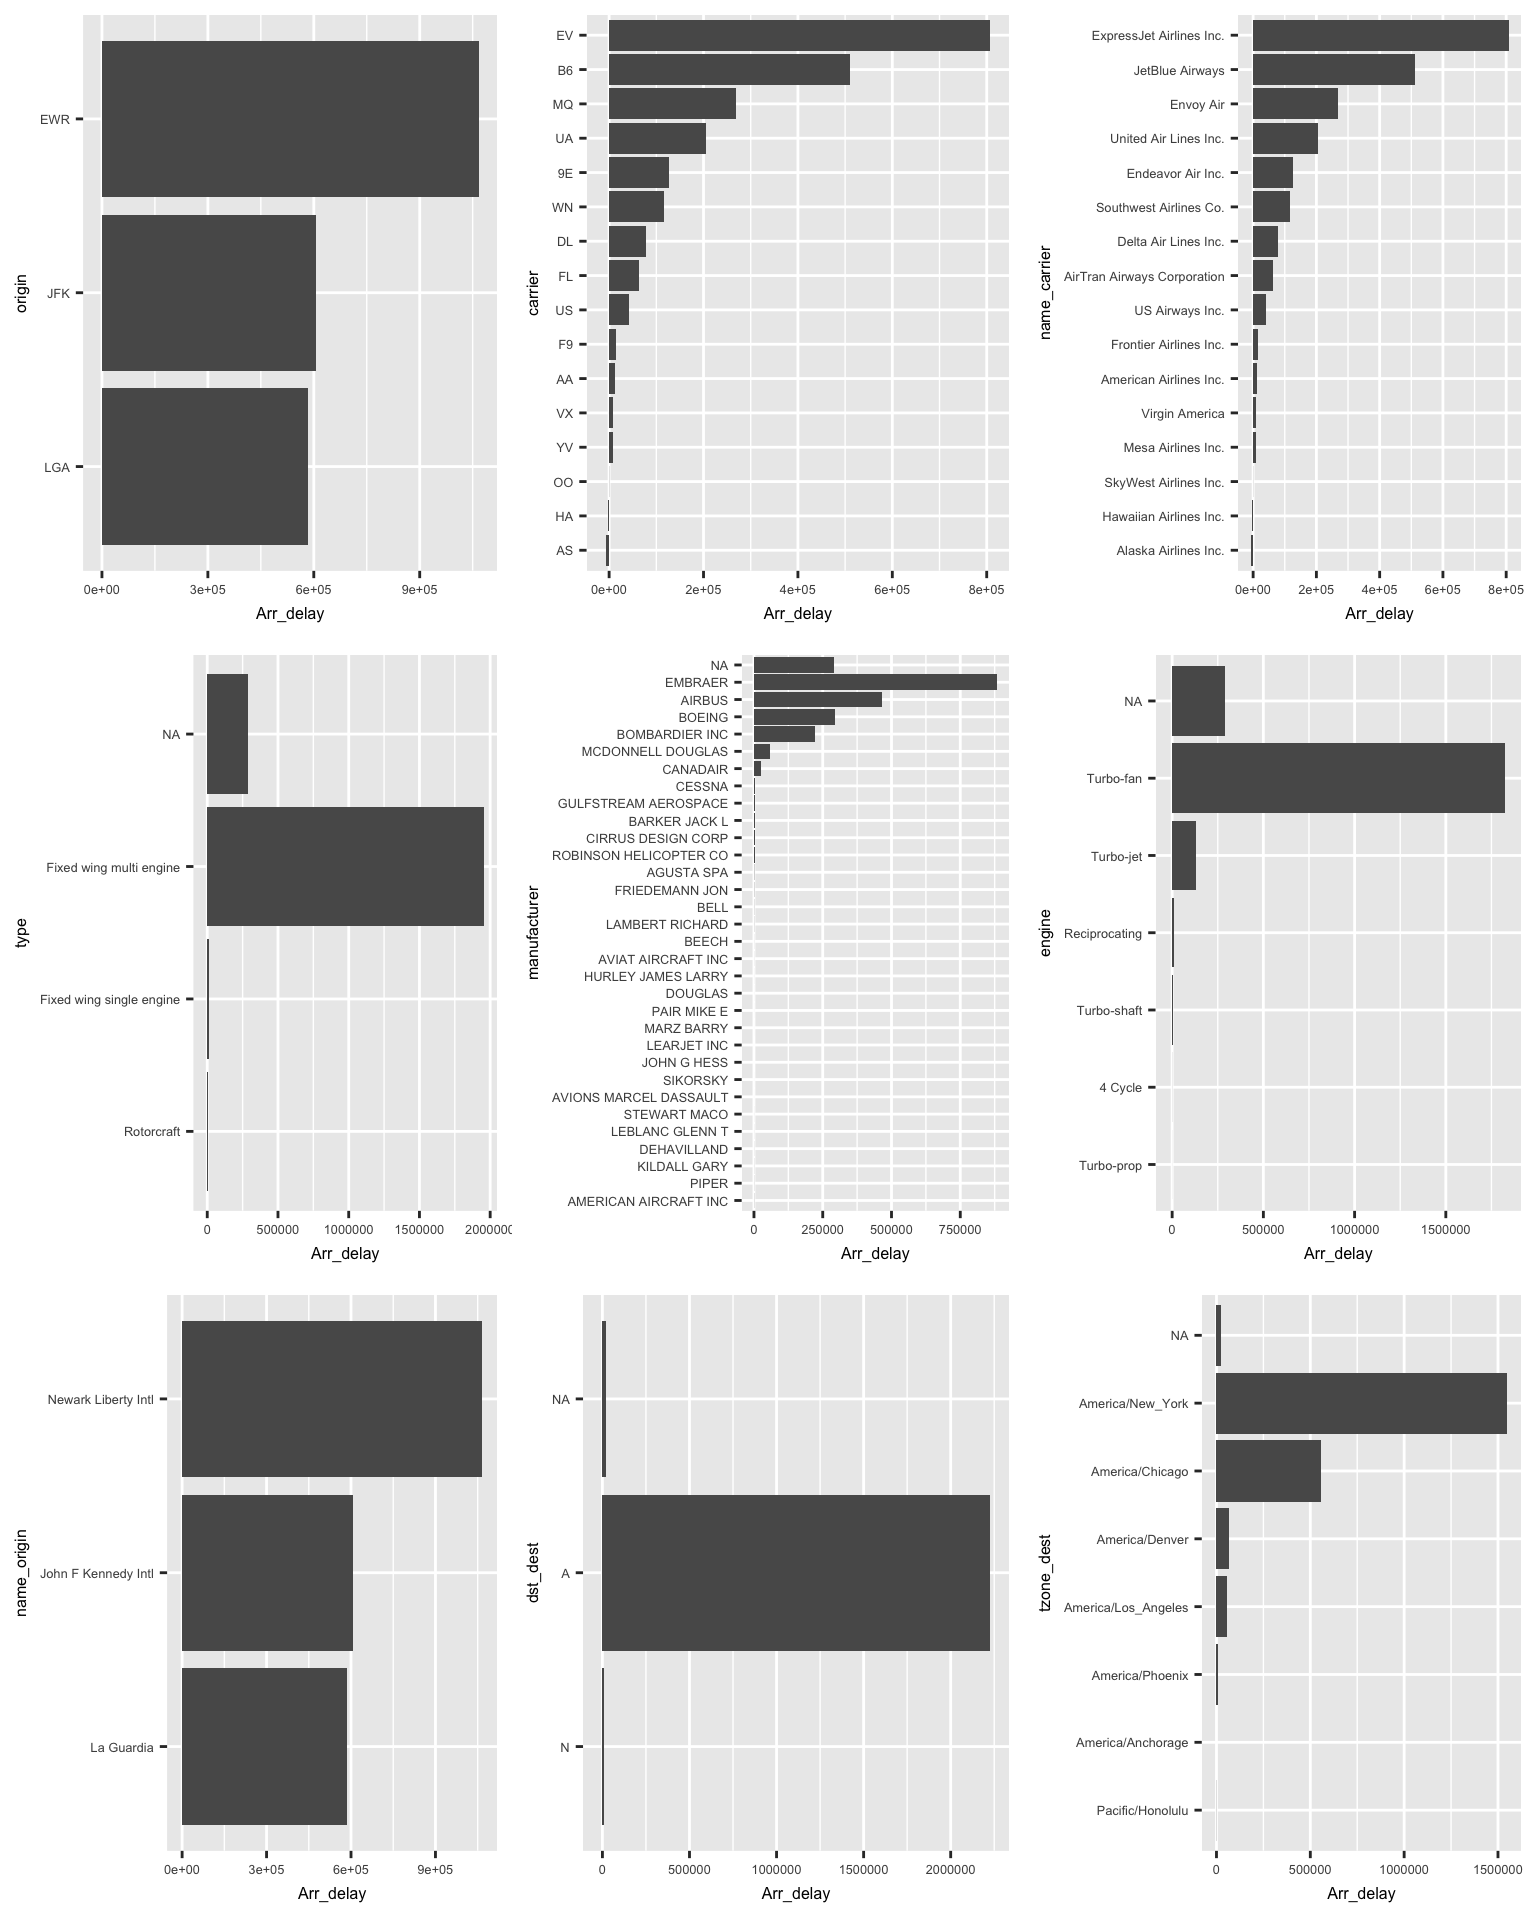 origin
EWR
JFK
LGA
0e+00 3e+05 6e+05 9e+05
Arr_delay
carrier
EV
B6
MQ
UA
9E
WN
DL
FL
US
F9
AA
VX
YV
OO
HA
AS
0e+00 2e+05 4e+05 6e+05 8e+05
Arr_delay
name_carrier
ExpressJet Airlines Inc.
JetBlue Airways
Envoy Air
United Air Lines Inc.
Endeavor Air Inc.
Southwest Airlines Co.
Delta Air Lines Inc.
AirTran Airways Corporation
US Airways Inc.
Frontier Airlines Inc.
American Airlines Inc.
Virgin America
Mesa Airlines Inc.
SkyWest Airlines Inc.
Hawaiian Airlines Inc.
Alaska Airlines Inc.
0e+00 2e+05 4e+05 6e+05 8e+05
Arr_delay
type
NA
Fixed wing multi engine
Fixed wing single engine
Rotorcraft
0 500000 1000000 1500000 2000000
Arr_delay
manufacturer
NA
EMBRAER
AIRBUS
BOEING
BOMBARDIER INC
MCDONNELL DOUGLAS
CANADAIR
CESSNA
GULFSTREAM AEROSPACE
BARKER JACK L
CIRRUS DESIGN CORP
ROBINSON HELICOPTER CO
AGUSTA SPA
FRIEDEMANN JON
BELL
LAMBERT RICHARD
BEECH
AVIAT AIRCRAFT INC
HURLEY JAMES LARRY
DOUGLAS
PAIR MIKE E
MARZ BARRY
LEARJET INC
JOHN G HESS
SIKORSKY
AVIONS MARCEL DASSAULT
STEWART MACO
LEBLANC GLENN T
DEHAVILLAND
KILDALL GARY
PIPER
AMERICAN AIRCRAFT INC
0 250000 500000 750000
Arr_delay
engine
NA
Turbo-fan
Turbo-jet
Reciprocating
Turbo-shaft
4 Cycle
Turbo-prop
0 500000 1000000 1500000
Arr_delay
name_origin
Newark Liberty Intl
John F Kennedy Intl
La Guardia
0e+00 3e+05 6e+05 9e+05
Arr_delay
dst_dest
NA
A
N
0 500000 1000000 1500000 2000000
Arr_delay
tzone_dest
NA
America/New_York
America/Chicago
America/Denver
America/Los_Angeles
America/Phoenix
America/Anchorage
Pacific/Honolulu
0 500000 1000000 1500000
Arr_delay